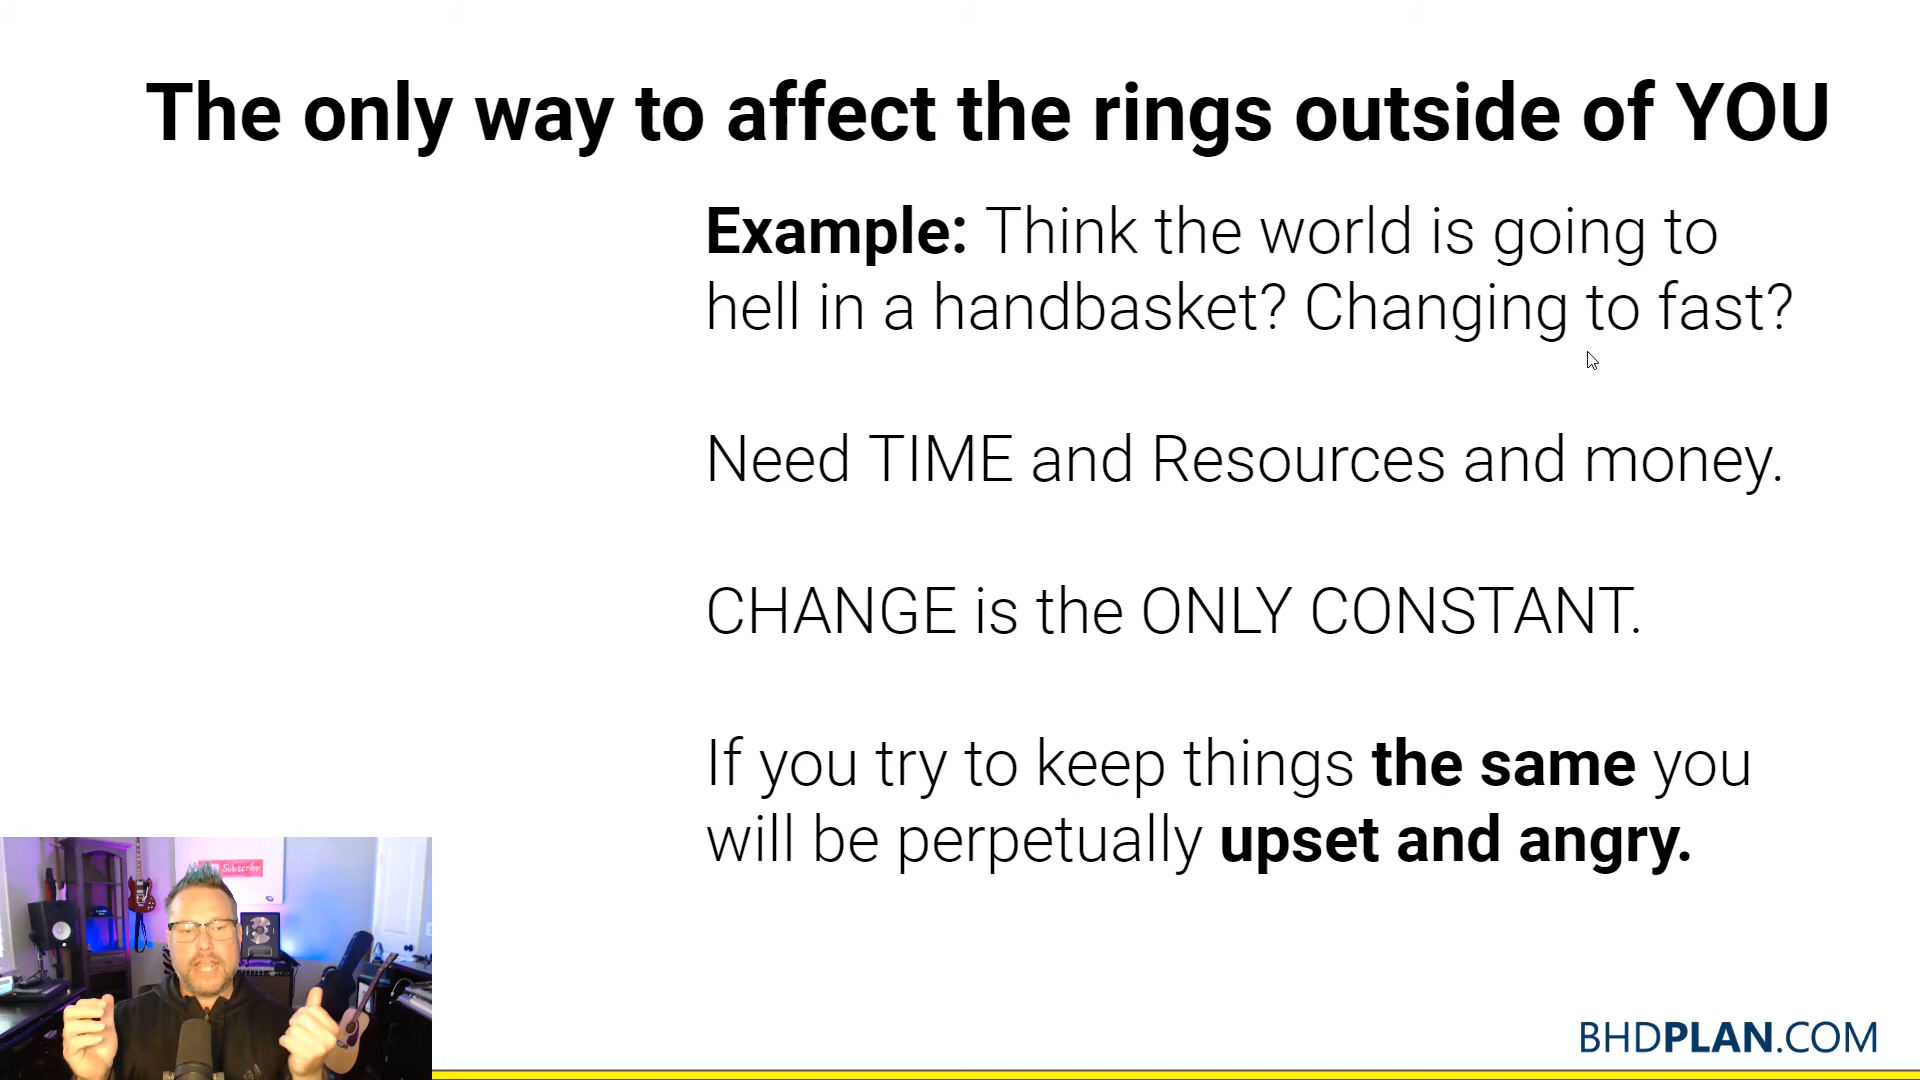 The only way to affect the rings outside of YOU
Example: Think the world is going to
hell in a handbasket? Changing to fast?
Need TIME and Resources and money.
CHANGE is the ONLY CONSTANT.
If you try to keep things the same you
will be perpetually upset and angry.
Subscribe
BHDPLAN.COM